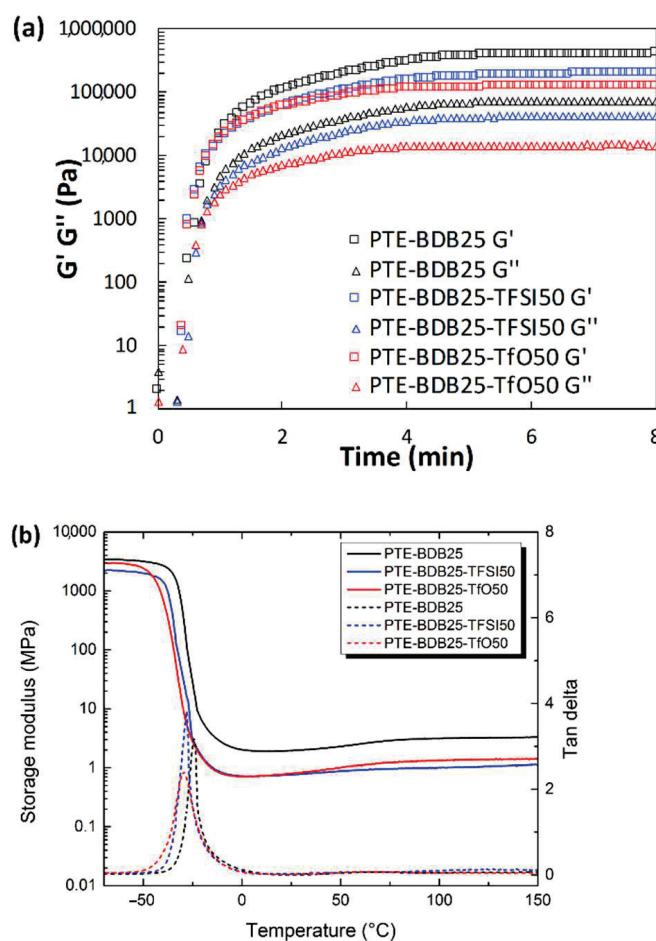 (a)
1,000,000
100,000
10,000
1000
100
10
1
G' G'' (Pa)
PTE-BDB25 G'
PTE-BDB25 G''
PTE-BDB25-TFSI50 G'
PTE-BDB25-TFSI50 G''
PTE-BDB25-TfO50 G'
PTE-BDB25-TfO50 G''
0 2 4 6 8
Time (min)
(b)
10,000
1000
100
10
1
0.1
0.01
Storage modulus (MPa)
PTE-BDB25
PTE-BDB25-TFSI50
PTE-BDB25-TfO50
PTE-BDB25
PTE-BDB25-TFSI50
PTE-BDB25-TfO50
8
6
4
2
0
Tan delta
−50 0 50 100 150
Temperature (°C)